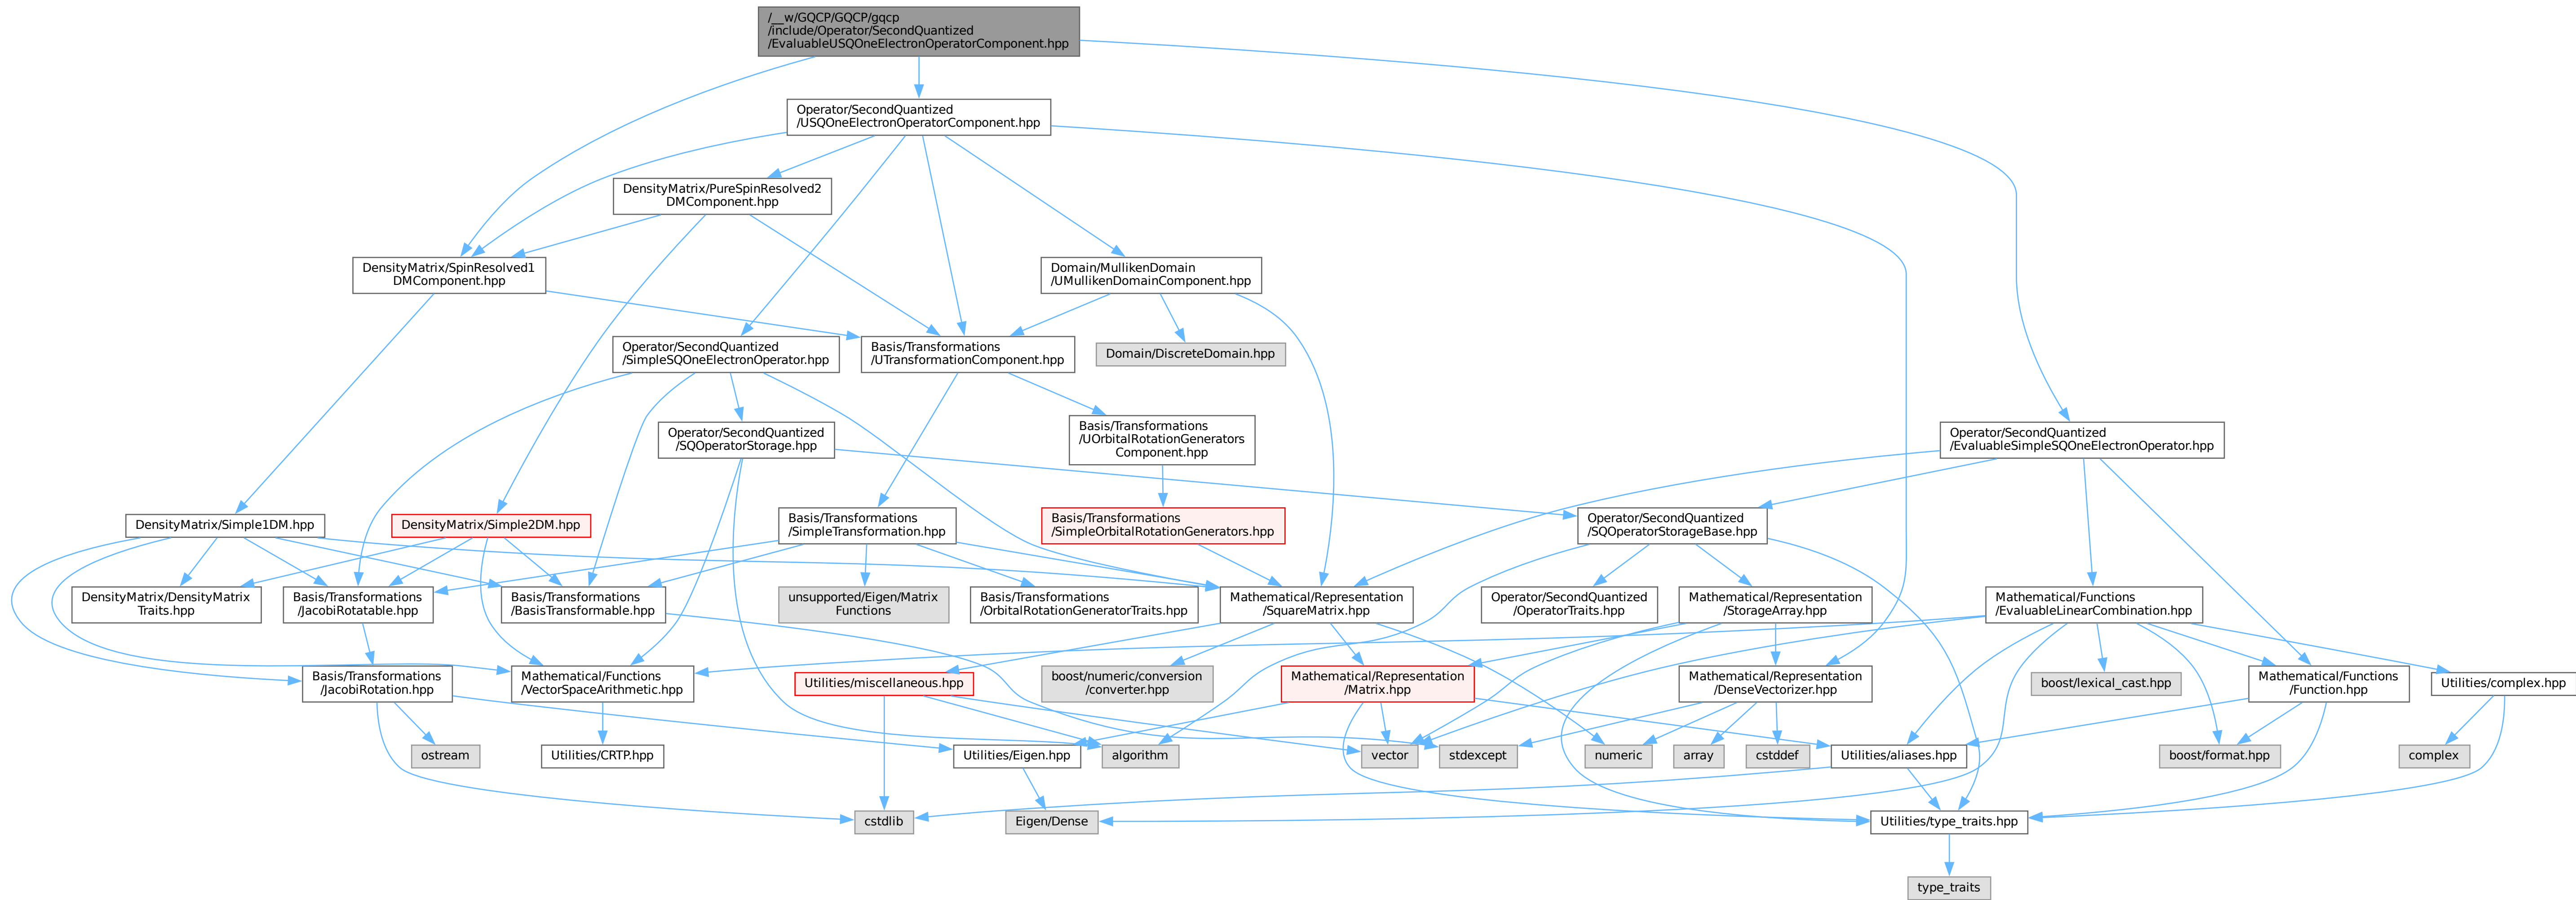 /__w/GQCP/GQCP/gqcp
/include/Operator/SecondQuantized
/EvaluableUSQOneElectronOperatorComponent.hpp
Operator/SecondQuantized
/USQOneElectronOperatorComponent.hpp
DensityMatrix/PureSpinResolved2
DMComponent.hpp
DensityMatrix/SpinResolved1
DMComponent.hpp
Domain/MullikenDomain
/UMullikenDomainComponent.hpp
Operator/SecondQuantized
/SimpleSQOneElectronOperator.hpp
Basis/Transformations
/UTransformationComponent.hpp
Domain/DiscreteDomain.hpp
Operator/SecondQuantized
/SQOperatorStorage.hpp
Basis/Transformations
/UOrbitalRotationGenerators
Component.hpp
Operator/SecondQuantized
/EvaluableSimpleSQOneElectronOperator.hpp
DensityMatrix/Simple1DM.hpp
DensityMatrix/Simple2DM.hpp
Basis/Transformations
/SimpleTransformation.hpp
Basis/Transformations
/SimpleOrbitalRotationGenerators.hpp
Operator/SecondQuantized
/SQOperatorStorageBase.hpp
DensityMatrix/DensityMatrix
Traits.hpp
Basis/Transformations
/JacobiRotatable.hpp
Basis/Transformations
/BasisTransformable.hpp
unsupported/Eigen/Matrix
Functions
Basis/Transformations
/OrbitalRotationGeneratorTraits.hpp
Mathematical/Representation
/SquareMatrix.hpp
Operator/SecondQuantized
/OperatorTraits.hpp
Mathematical/Representation
/StorageArray.hpp
Mathematical/Functions
/EvaluableLinearCombination.hpp
Basis/Transformations
/JacobiRotation.hpp
Mathematical/Functions
/VectorSpaceArithmetic.hpp
Utilities/miscellaneous.hpp
boost/numeric/conversion
/converter.hpp
Mathematical/Representation
/Matrix.hpp
Mathematical/Representation
/DenseVectorizer.hpp
boost/lexical_cast.hpp
Mathematical/Functions
/Function.hpp
Utilities/complex.hpp
ostream
Utilities/CRTP.hpp
Utilities/Eigen.hpp
algorithm
vector
stdexcept
numeric
array
cstddef
Utilities/aliases.hpp
boost/format.hpp
complex
cstdlib
Eigen/Dense
Utilities/type_traits.hpp
type_traits